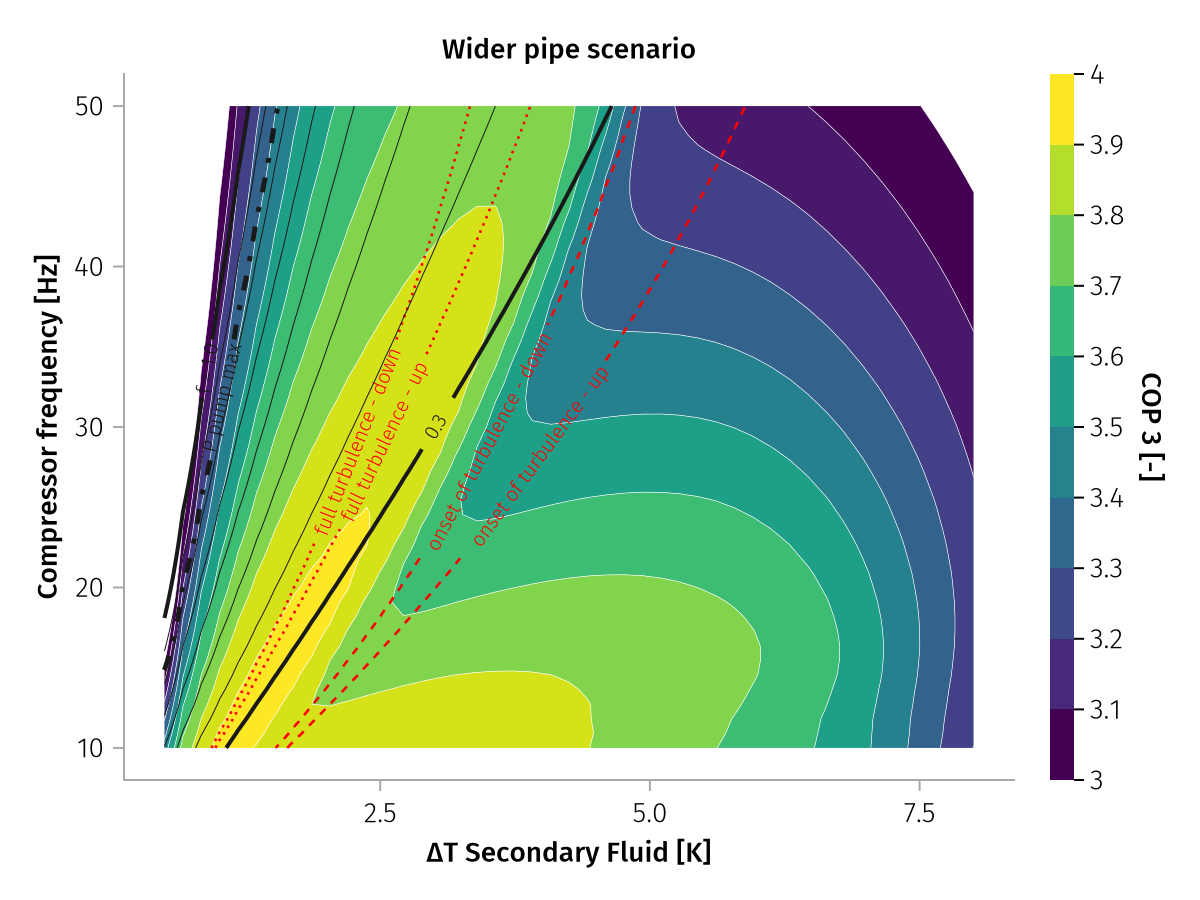 Wider pipe scenario
50
40
30
20
10
Compressor frequency [Hz]
2.5
5.0
7.5
ΔT Secondary Fluid [K]
full turbulence - down
full turbulence - up
0.3
onset of turbulence - down
onset of turbulence - up
pump max
4
3.9
3.8
3.7
3.6
3.5
3.4
3.3
3.2
3.1
3
COP 3 [-]